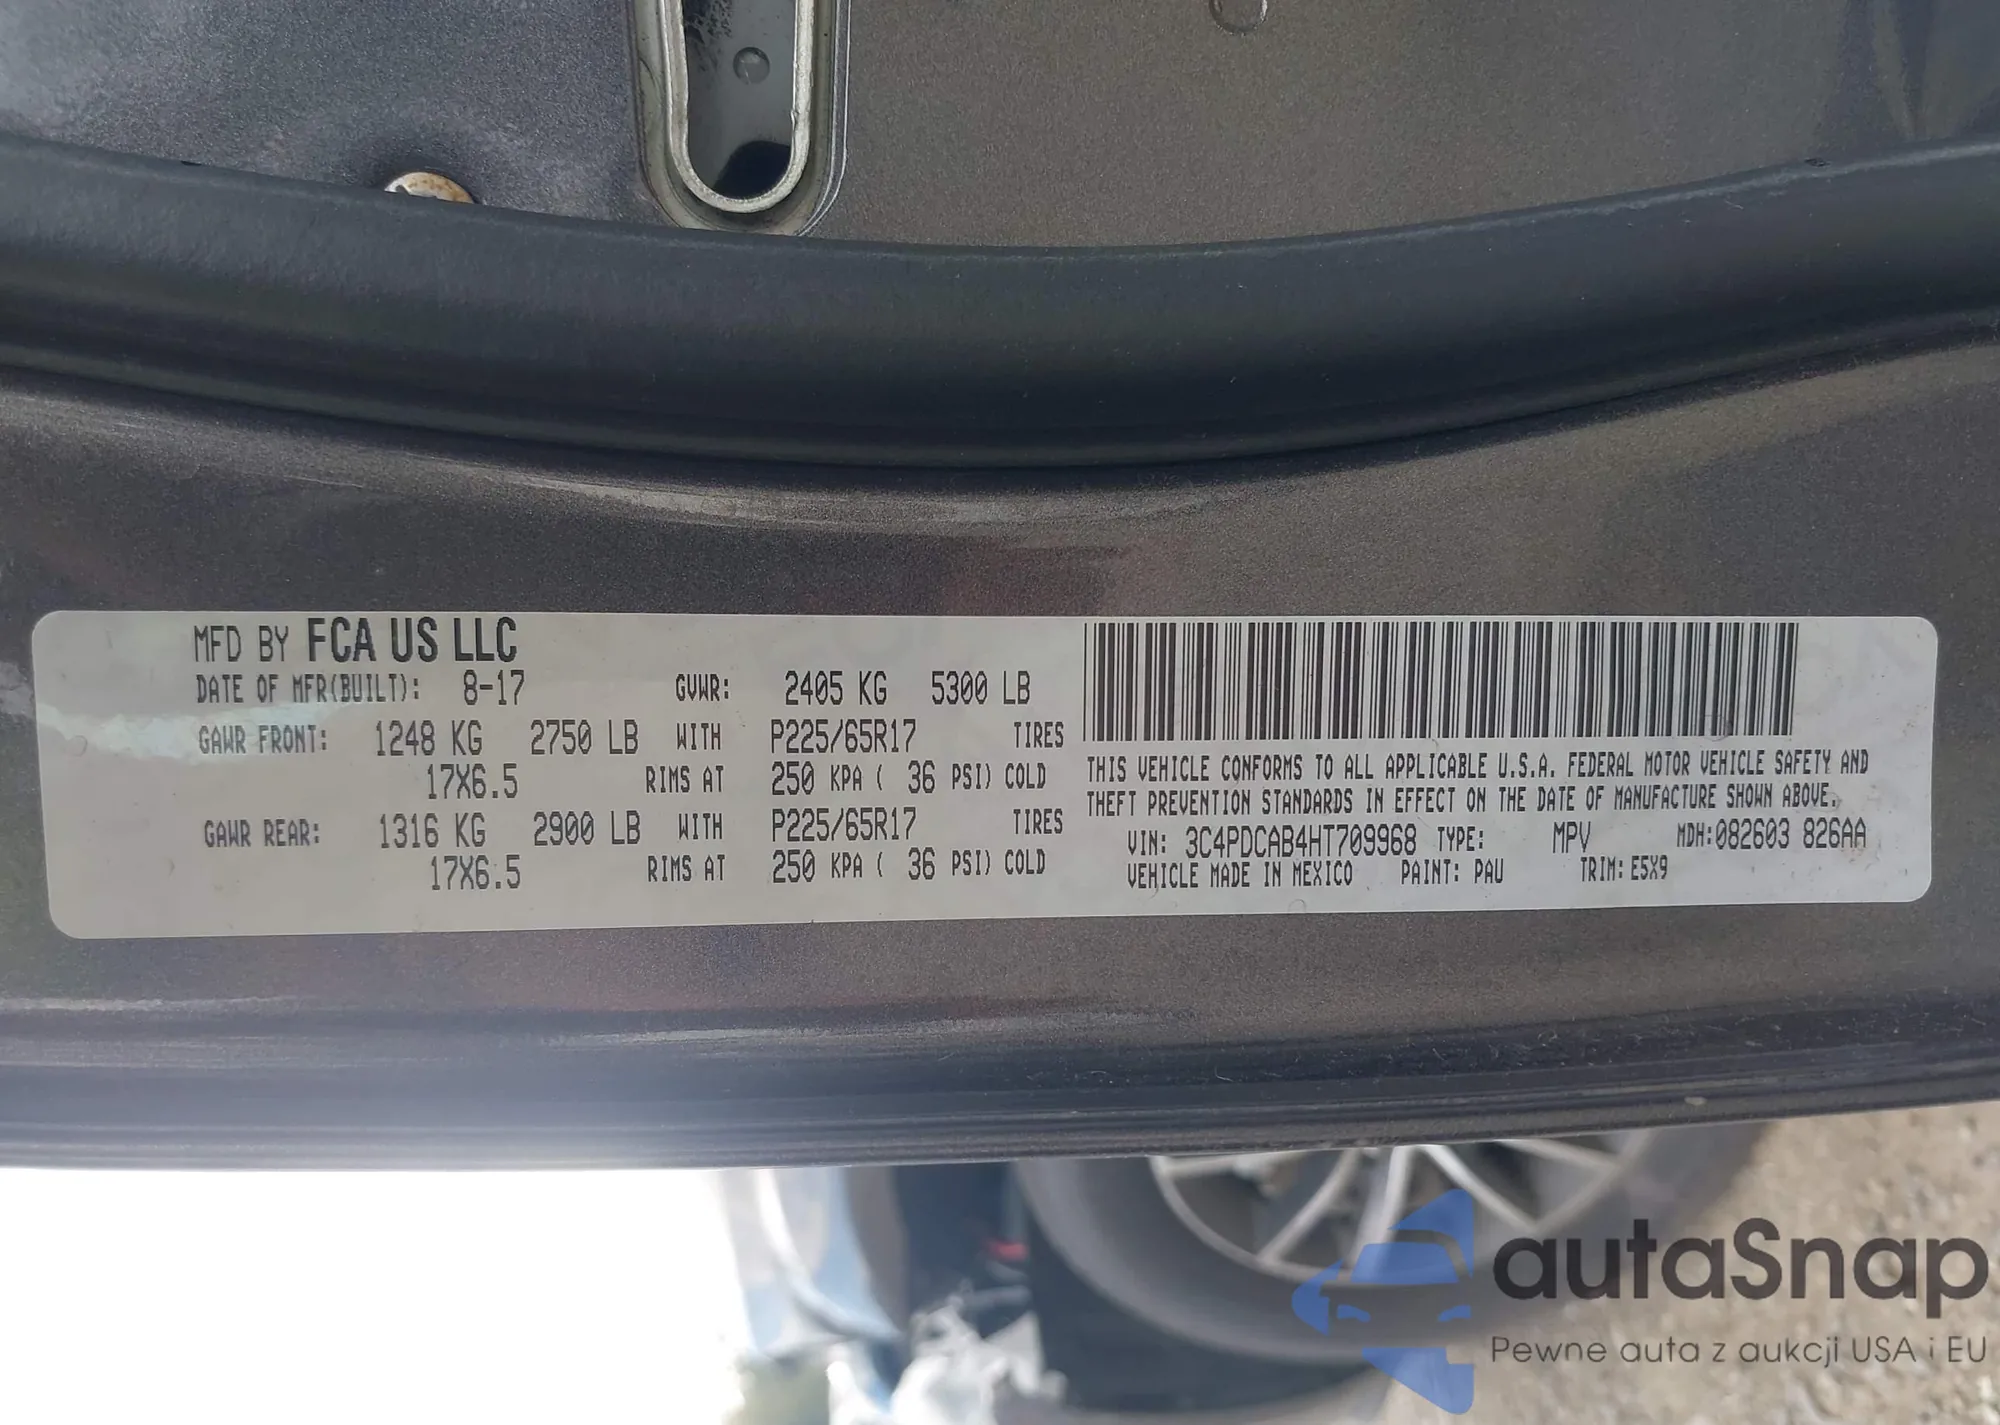 MFD BY FCA US LLC
DATE OF MFR(BUILT): 8-17 GVWR: 2405 KG 5300 LB
GAWR FRONT: 1248 KG 2750 LB WITH P225/65R17 TIRES
17X6.5 RIMS AT 250 KPA ( 36 PSI) COLD
GAWR REAR: 1316 KG 2900 LB WITH P225/65R17 TIRES
17X6.5 RIMS AT 250 KPA ( 36 PSI) COLD
THIS VEHICLE CONFORMS TO ALL APPLICABLE U.S.A. FEDERAL MOTOR VEHICLE SAFETY AND
THEFT PREVENTION STANDARDS IN EFFECT ON THE DATE OF MANUFACTURE SHOWN ABOVE.
VIN: 3C4PDCAB4HT709968 TYPE: MPV MDH:082603 826AA
VEHICLE MADE IN MEXICO PAINT: PAU TRIM: E5X9
autaSnap
Pewne auta z aukcji USA i EU